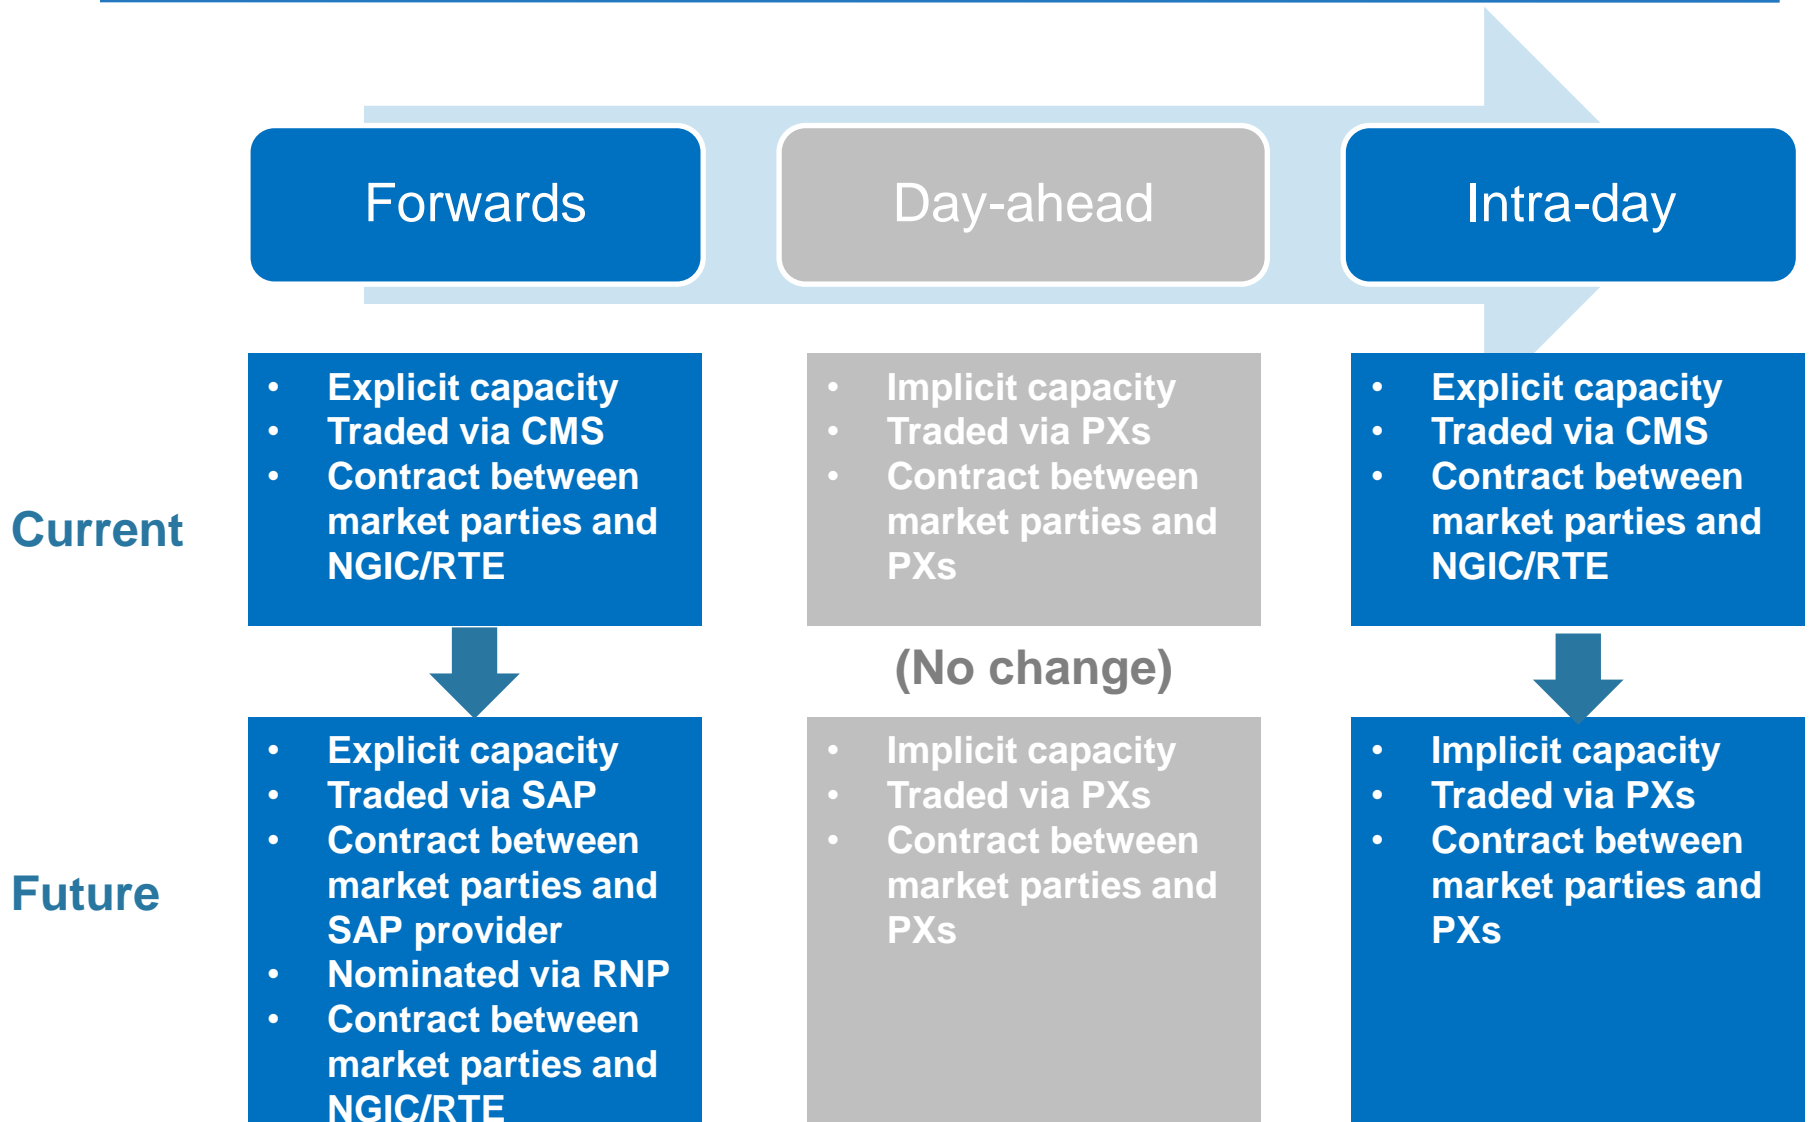 Forwards
Day-ahead
Intra-day
Current
• Explicit capacity
• Traded via CMS
• Contract between
market parties and
NGIC/RTE
• Implicit capacity
• Traded via PXs
• Contract between
market parties and
PXs
• Explicit capacity
• Traded via CMS
• Contract between
market parties and
NGIC/RTE
(No change)
Future
• Explicit capacity
• Traded via SAP
• Contract between
market parties and
SAP provider
• Nominated via RNP
• Contract between
market parties and
NGIC/RTE
• Implicit capacity
• Traded via PXs
• Contract between
market parties and
PXs
• Implicit capacity
• Traded via PXs
• Contract between
market parties and
PXs